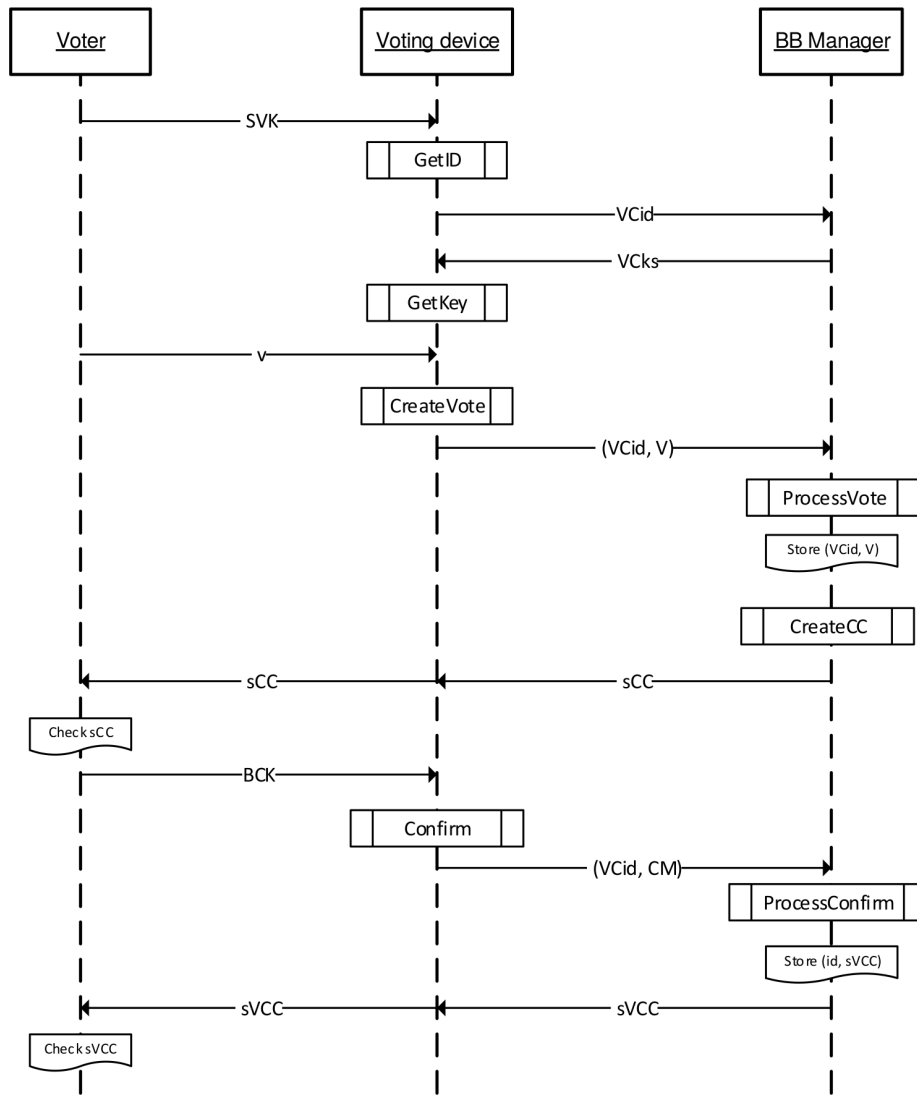 Voter
Voting device
BB Manager
SVK
GetID
VCid
VCks
GetKey
v
CreateVote
(VCid, V)
ProcessVote
Store (VCid, V)
CreateCC
sCC
sCC
Check sCC
BCK
Confirm
(VCid, CM)
ProcessConfirm
Store (id, sVCC)
sVCC
sVCC
Check sVCC